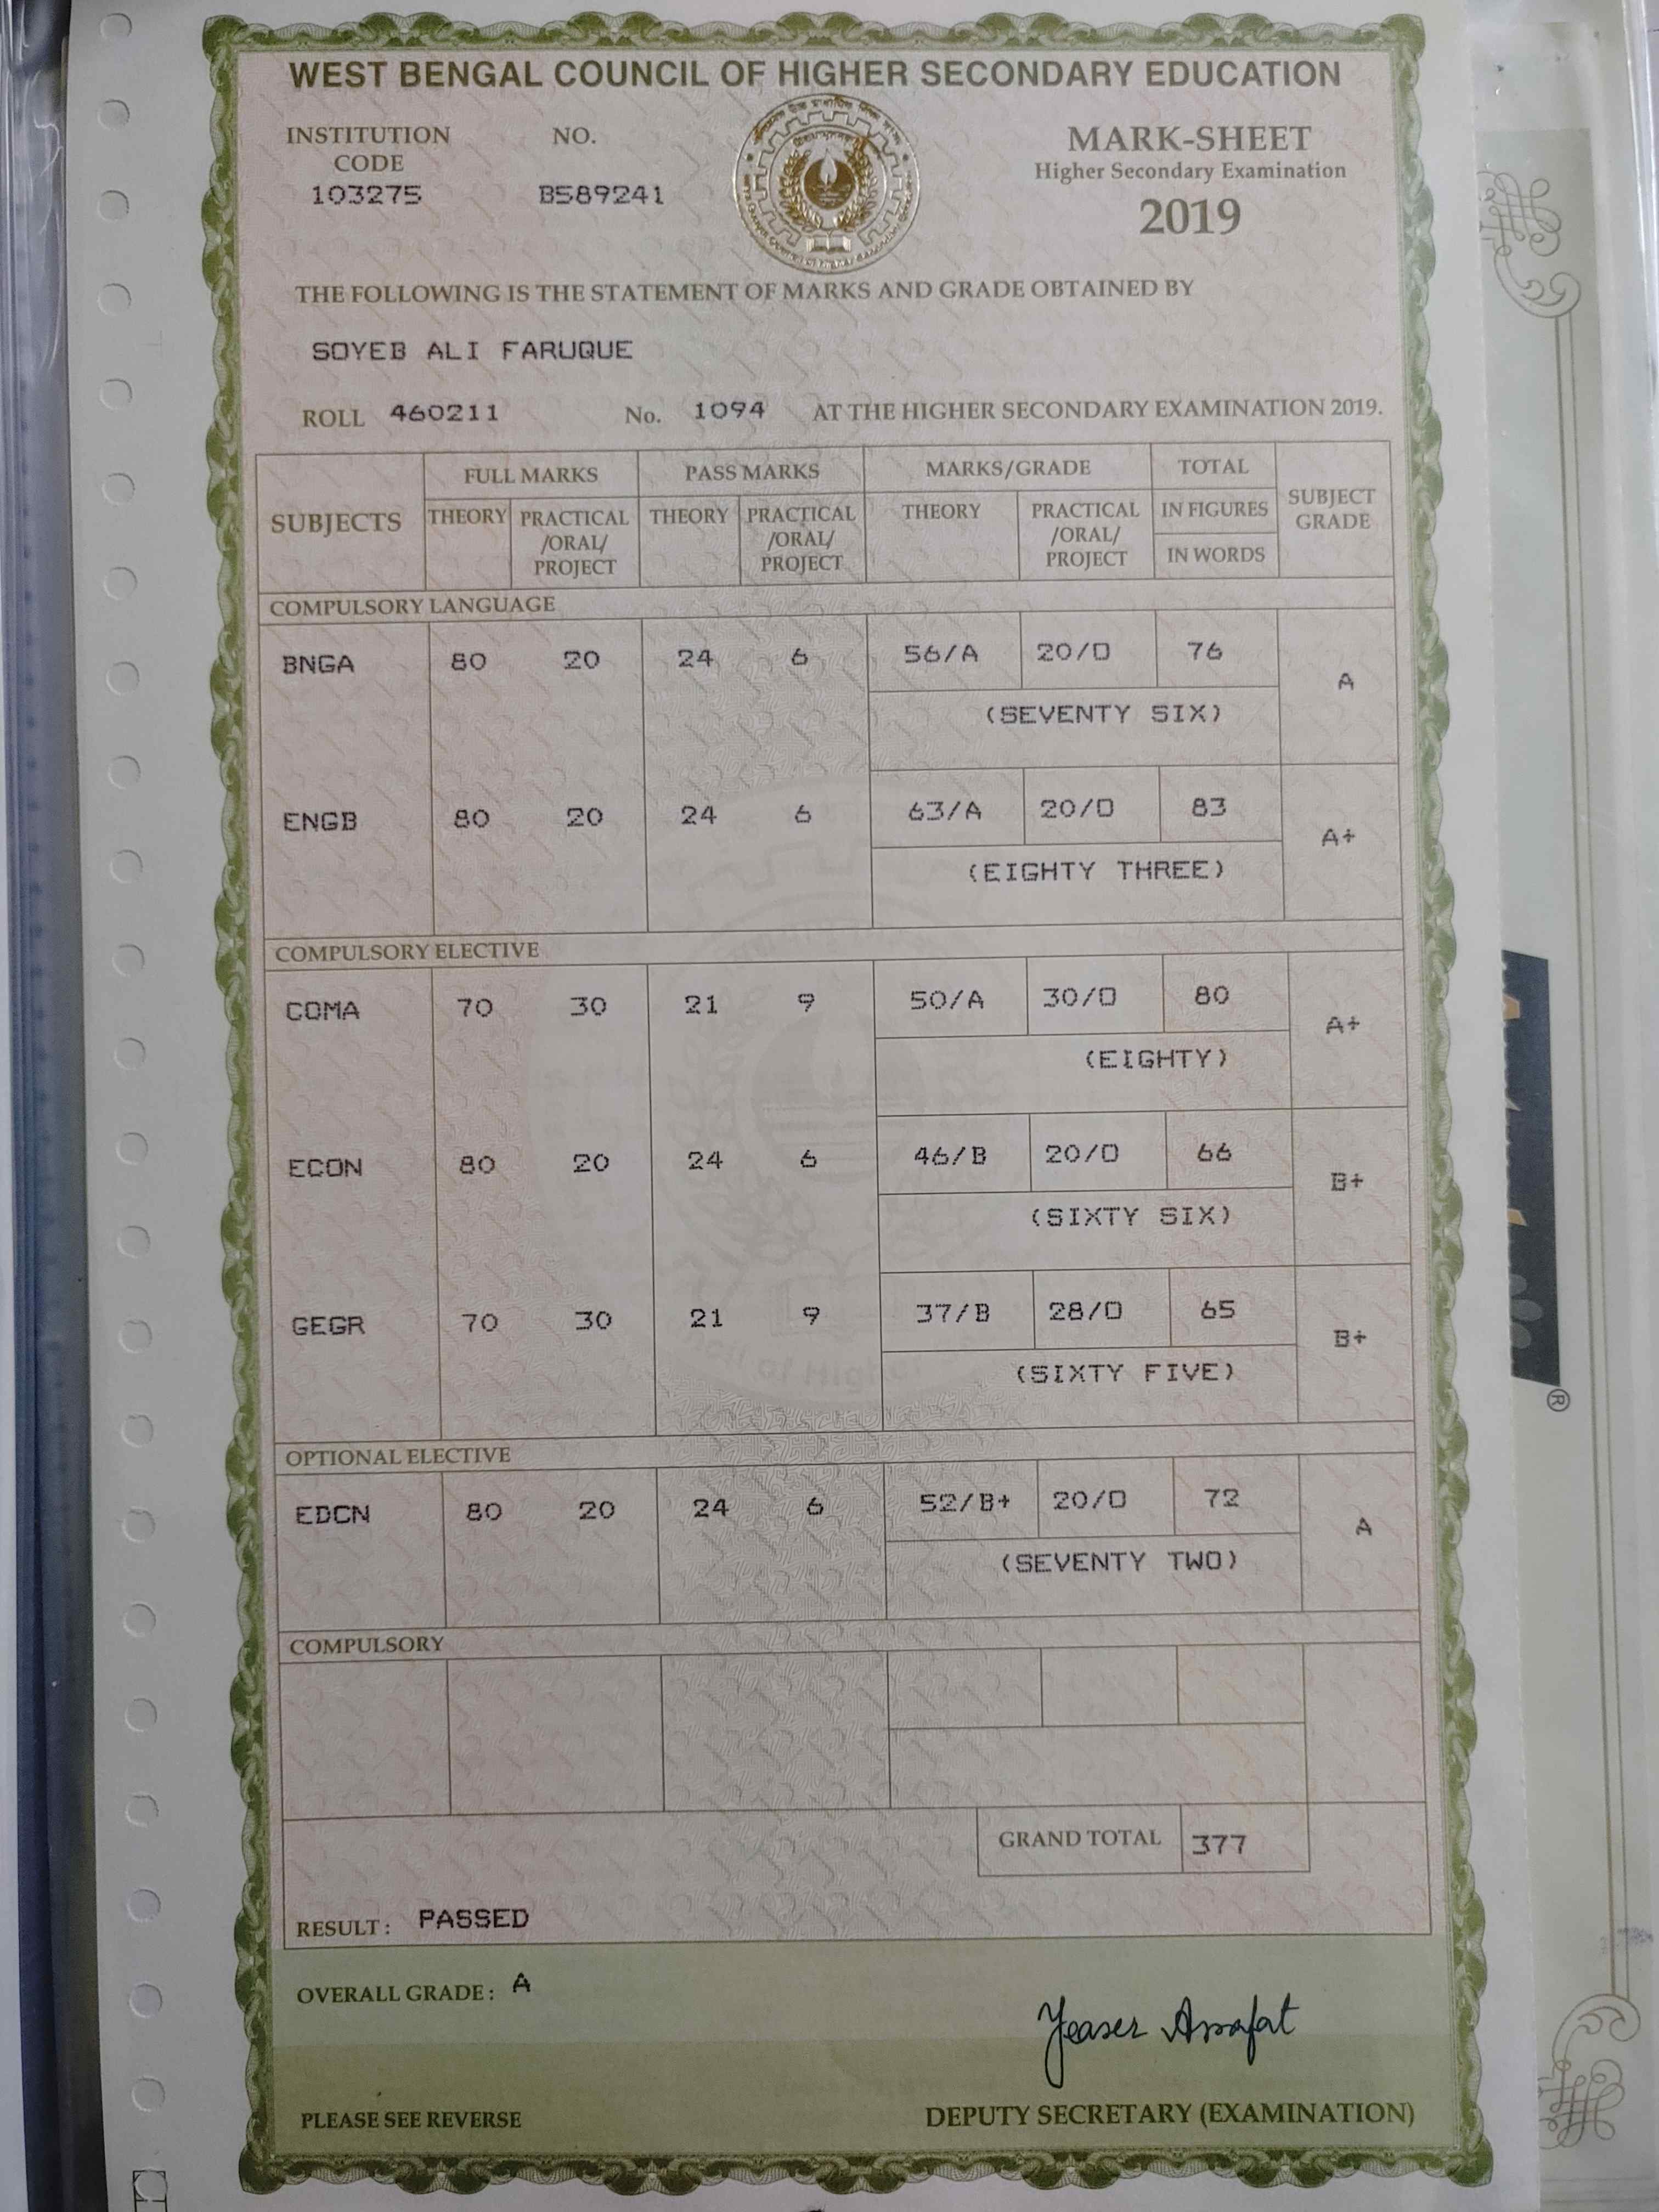 WEST BENGAL COUNCIL OF HIGHER SECONDARY EDUCATION
INSTITUTION CODE
103275
NO.
B589241
MARK-SHEET
Higher Secondary Examination
2019
THE FOLLOWING IS THE STATEMENT OF MARKS AND GRADE OBTAINED BY
SOYEB ALI FARUQUE
ROLL 460211 No. 1094 AT THE HIGHER SECONDARY EXAMINATION 2019.
SUBJECTS FULL MARKS PASS MARKS MARKS/GRADE TOTAL SUBJECT GRADE
THEORY PRACTICAL /ORAL/ PROJECT THEORY PRACTICAL /ORAL/ PROJECT THEORY PRACTICAL /ORAL/ PROJECT IN FIGURES
IN WORDS
COMPULSORY LANGUAGE
BNGA 80 20 24 6 56/A 20/O 76 A
(SEVENTY SIX)
ENGB 80 20 24 6 63/A 20/O 83 A+
(EIGHTY THREE)
COMPULSORY ELECTIVE
COMA 70 30 21 9 50/A 30/O 80 A+
(EIGHTY)
ECON 80 20 24 6 46/B 20/O 66 B+
(SIXTY SIX)
GEGR 70 30 21 9 37/B 28/O 65 B+
(SIXTY FIVE)
OPTIONAL ELECTIVE
EDCN 80 20 24 6 52/B+ 20/O 72 A
(SEVENTY TWO)
COMPULSORY
GRAND TOTAL 377
RESULT : PASSED
OVERALL GRADE : A
Yeaser Arrafat
PLEASE SEE REVERSE
DEPUTY SECRETARY (EXAMINATION)
®